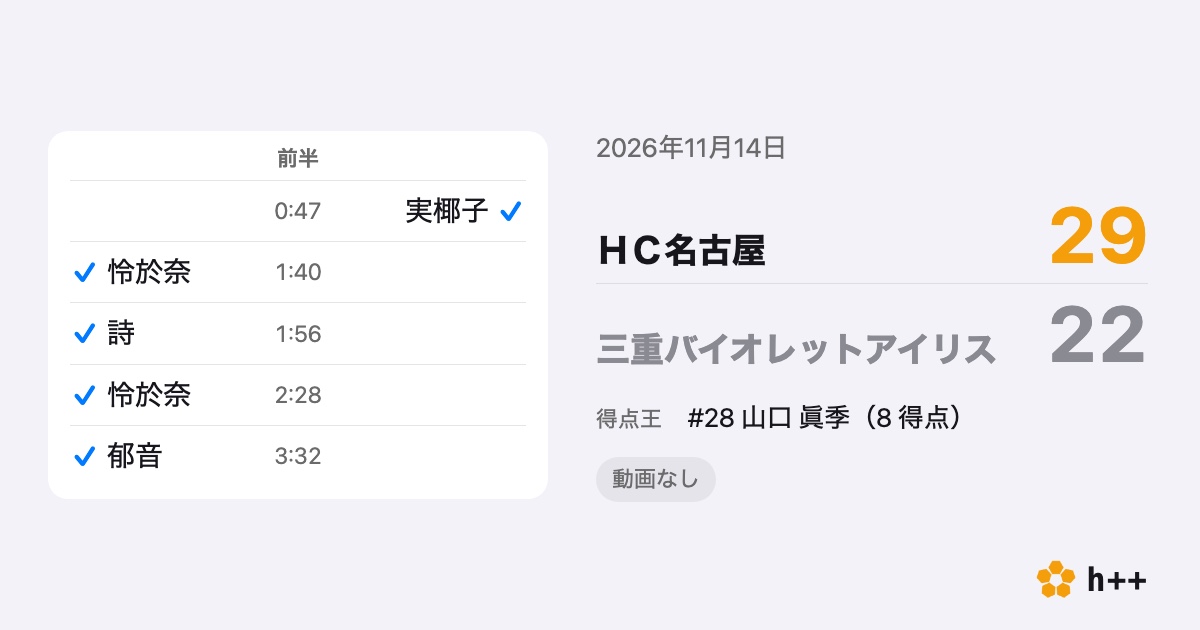 前半
0:47 実椰子
怜於奈 1:40
詩 1:56
怜於奈 2:28
郁音 3:32
2026年11月14日
ＨＣ名古屋 29
三重バイオレットアイリス 22
得点王 #28 山口 眞季（8 得点）
動画なし
h++